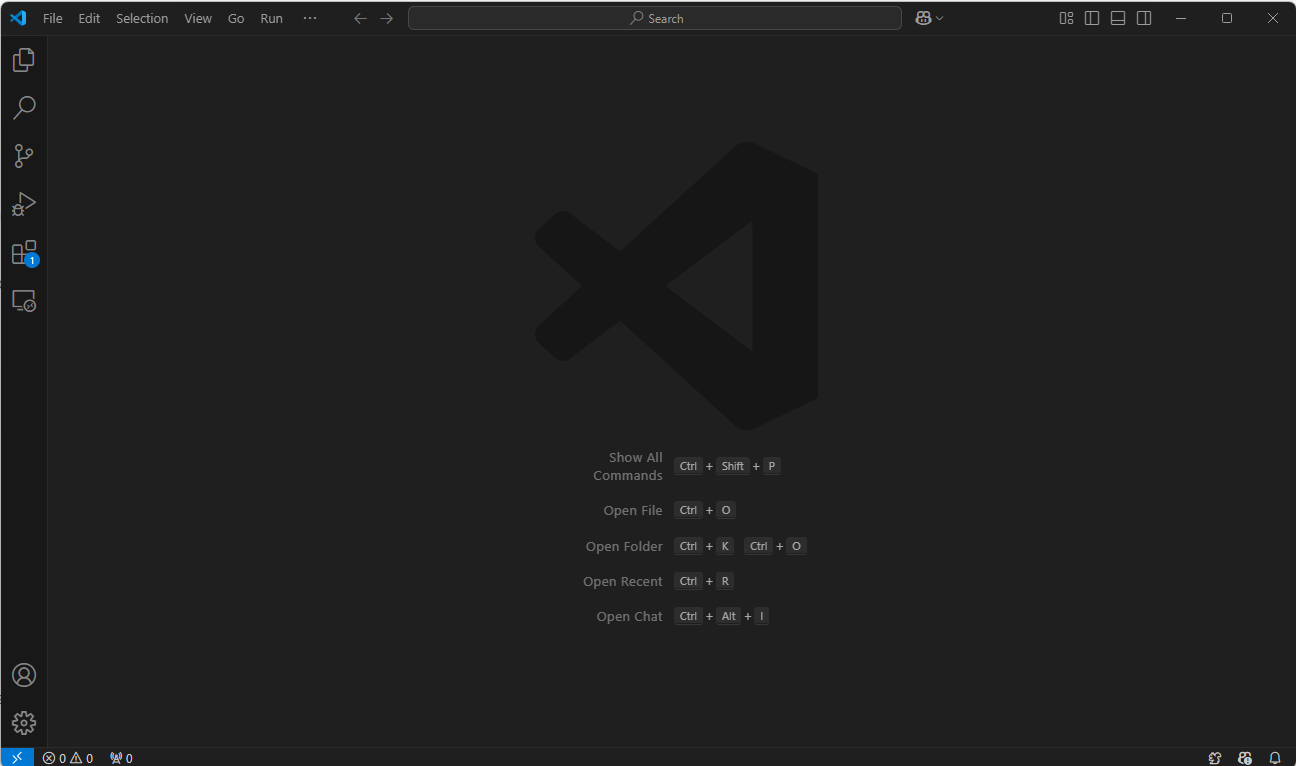 File Edit Selection View Go Run ···
Search
1
Show All
Commands Ctrl + Shift + P
Open File Ctrl + O
Open Folder Ctrl + K Ctrl + O
Open Recent Ctrl + R
Open Chat Ctrl + Alt + I
0 0 0